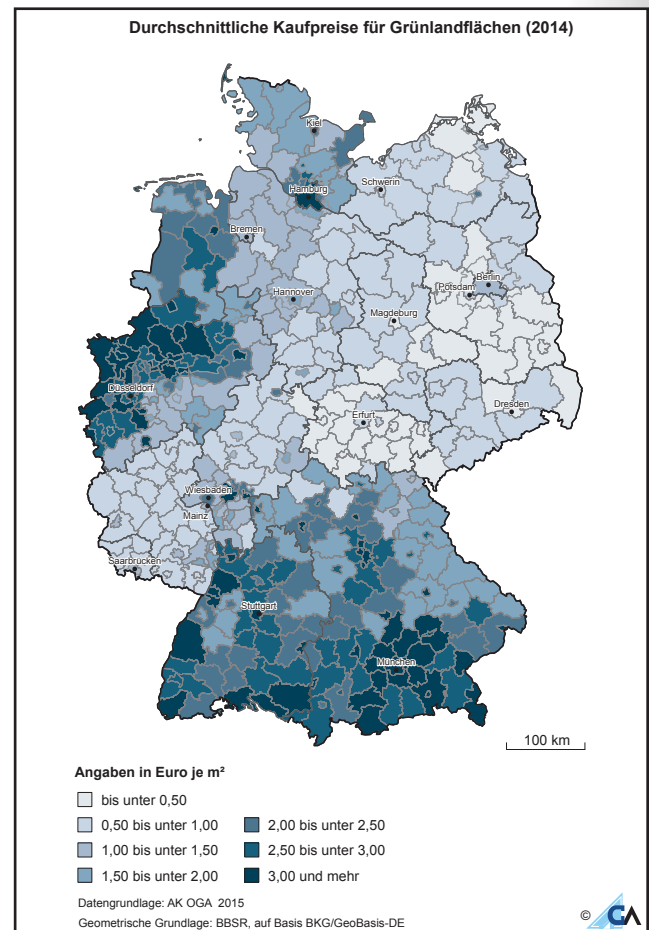 Durchschnittliche Kaufpreise für Grünlandflächen (2014)
Kiel
Hamburg
Schwerin
Bremen
Berlin
Potsdam
Hannover
Magdeburg
Düsseldorf
Dresden
Erfurt
Wiesbaden
Mainz
Saarbrücken
Stuttgart
München
100 km
Angaben in Euro je m²
bis unter 0,50
0,50 bis unter 1,00
1,00 bis unter 1,50
1,50 bis unter 2,00
2,00 bis unter 2,50
2,50 bis unter 3,00
3,00 und mehr
Datengrundlage: AK OGA 2015
Geometrische Grundlage: BBSR, auf Basis BKG/GeoBasis-DE
© GA